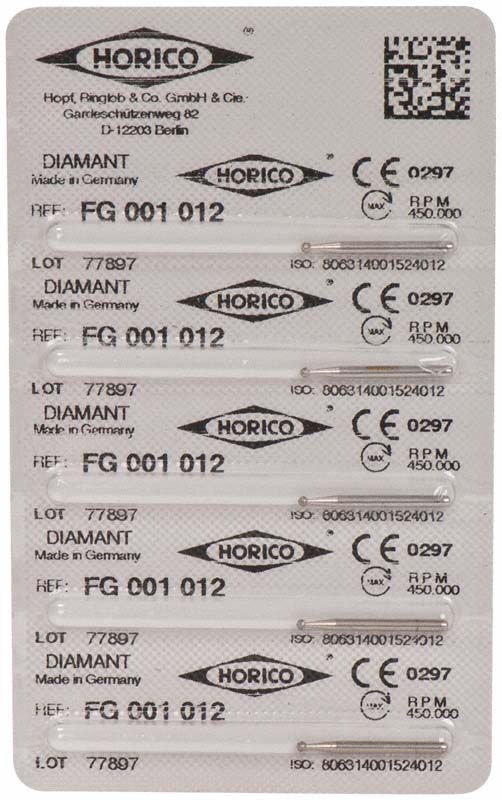 HORICO ®
Hopf, Ringleb & Co. GmbH & Cie.
Gardeschützenweg 82
D-12203 Berlin
DIAMANT HORICO ® CE 0297
Made in Germany
REF: FG 001 012 MAX RPM 450.000
LOT 77897 ISO: 806314001524012
DIAMANT HORICO ® CE 0297
Made in Germany
REF: FG 001 012 MAX RPM 450.000
LOT 77897 ISO: 806314001524012
DIAMANT HORICO ® CE 0297
Made in Germany
REF: FG 001 012 MAX RPM 450.000
LOT 77897 ISO: 806314001524012
DIAMANT HORICO ® CE 0297
Made in Germany
REF: FG 001 012 MAX RPM 450.000
LOT 77897 ISO: 806314001524012
DIAMANT HORICO ® CE 0297
Made in Germany
REF: FG 001 012 MAX RPM 450.000
LOT 77897 ISO: 806314001524012